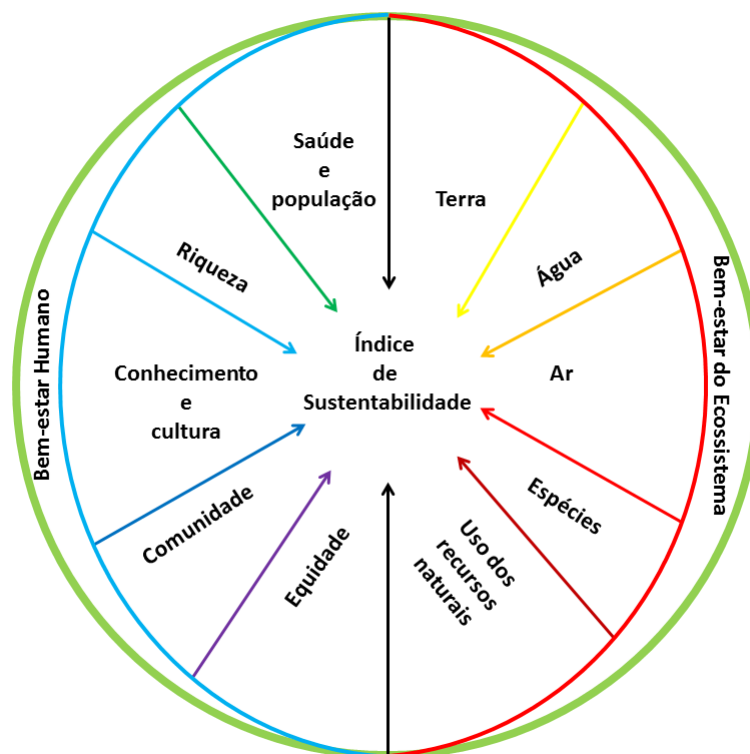 Saúde
e
população
Terra
Riqueza
Água
Bem-estar Humano
Bem-estar do Ecossistema
Índice
de
Sustentabilidade
Conhecimento
e
cultura
Ar
Comunidade
Espécies
Equidade
Uso dos
recursos
naturais